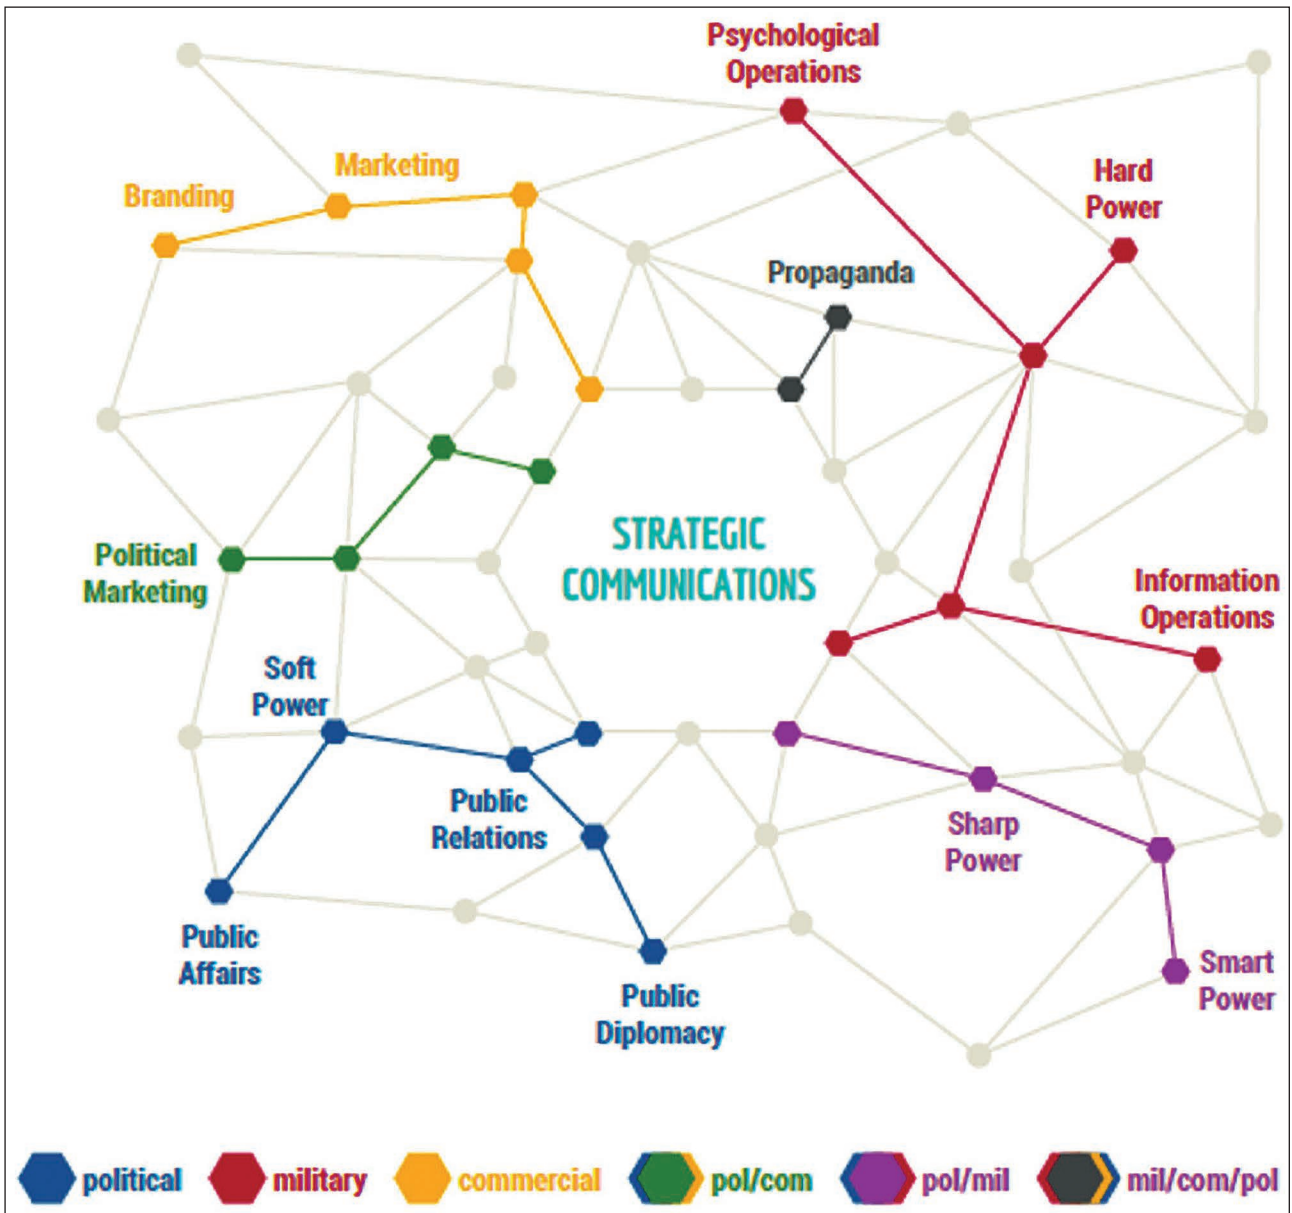 Psychological
Operations
Marketing
Branding
Hard
Power
Propaganda
STRATEGIC
COMMUNICATIONS
Political
Marketing
Information
Operations
Soft
Power
Public
Relations
Sharp
Power
Public
Affairs
Smart
Power
Public
Diplomacy
political
military
commercial
pol/com
pol/mil
mil/com/pol